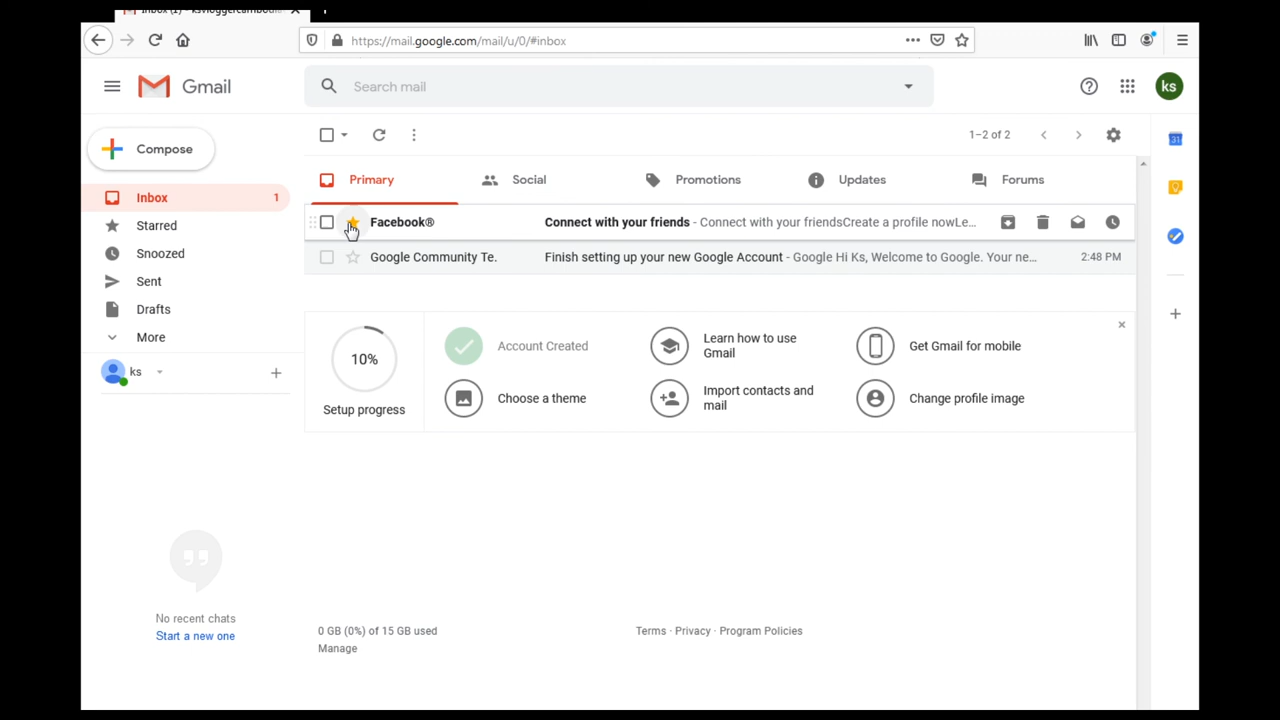 Inbox (1) - ksvloggercambou
https://mail.google.com/mail/u/0/#inbox
Gmail
Search mail
ks
Compose
1–2 of 2
31
Primary
Social
Promotions
Updates
Forums
Inbox 1
Starred
Snoozed
Sent
Drafts
More
ks
Facebook® Connect with your friends - Connect with your friendsCreate a profile nowLe…
Google Community Te. Finish setting up your new Google Account - Google Hi Ks, Welcome to Google. Your ne… 2:48 PM
10%
Setup progress
Account Created
Learn how to use
Gmail
Get Gmail for mobile
Choose a theme
Import contacts and
mail
Change profile image
No recent chats
Start a new one
0 GB (0%) of 15 GB used
Manage
Terms · Privacy · Program Policies